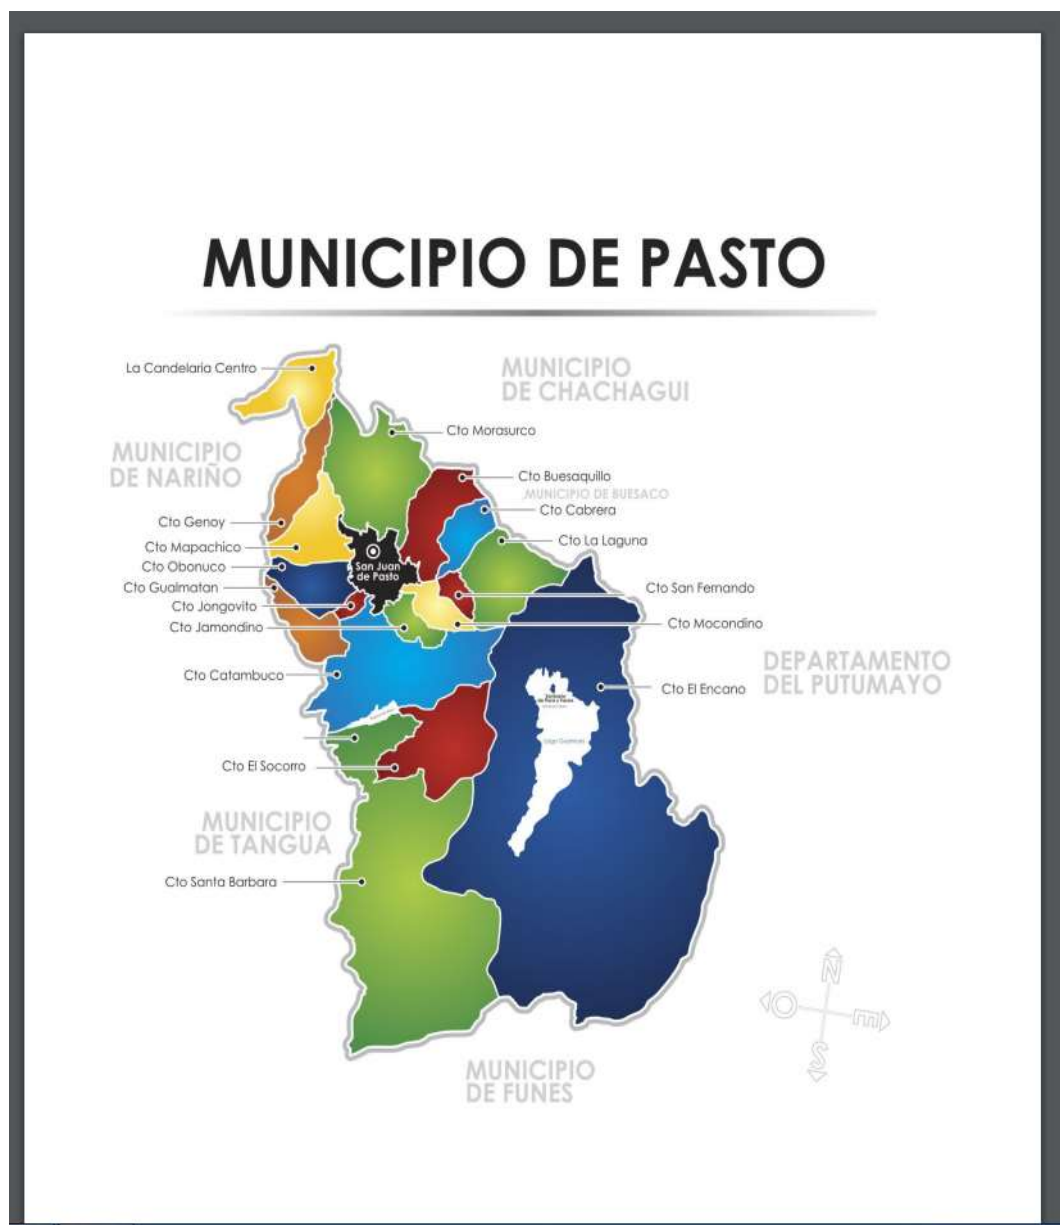 MUNICIPIO DE PASTO
La Candelaria Centro
MUNICIPIO
DE CHACHAGUI
Cto Morasurco
MUNICIPIO
DE NARIÑO
Cto Buesaquillo
MUNICIPIO DE BUESACO
Cto Cabrera
Cto Genoy
Cto La Laguna
Cto Mapachico
San Juan
de Pasto
Cto Obonuco
Cto Gualmatan
Cto San Fernando
Cto Jongovito
Cto Jamondino
Cto Mocondino
DEPARTAMENTO
DEL PUTUMAYO
Cto Catambuco
Cto El Encano
Cto El Socorro
MUNICIPIO
DE TANGUA
Cto Santa Barbara
N
O
E
S
MUNICIPIO
DE FUNES